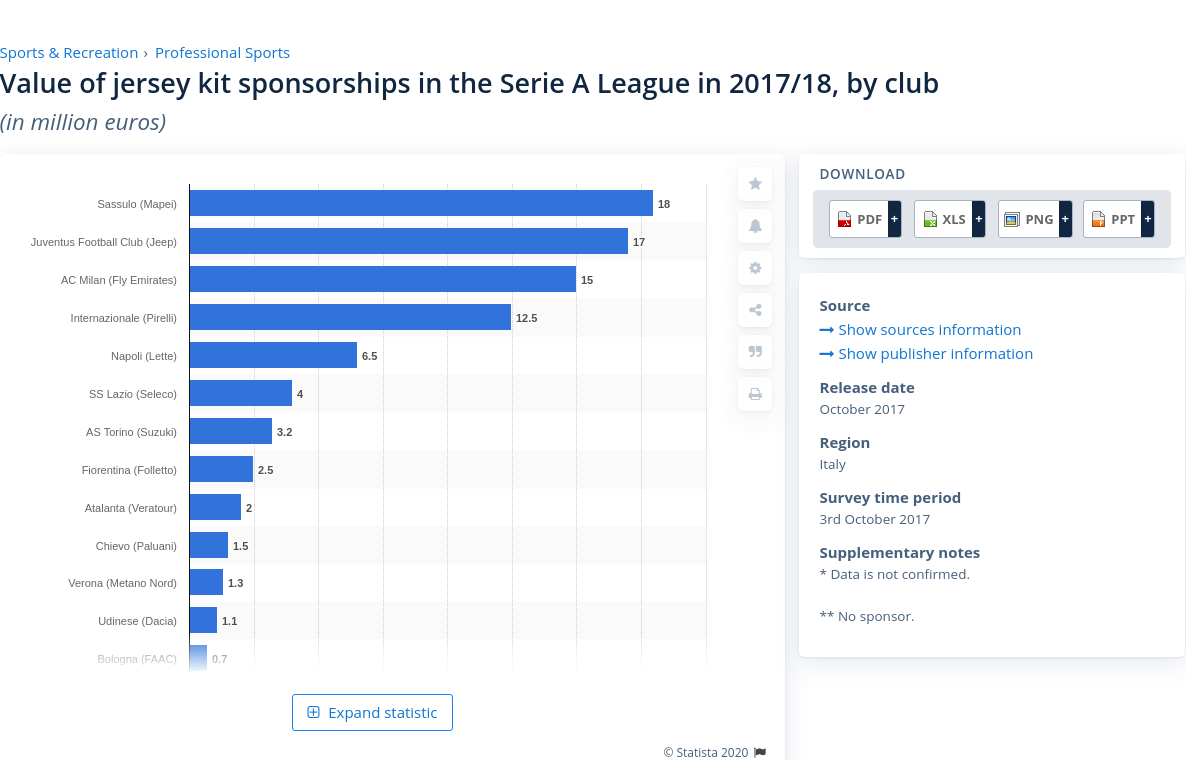 Sports & Recreation › Professional Sports
Value of jersey kit sponsorships in the Serie A League in 2017/18, by club
(in million euros)
Sassulo (Mapei) 18
Juventus Football Club (Jeep) 17
AC Milan (Fly Emirates) 15
Internazionale (Pirelli) 12.5
Napoli (Lette) 6.5
SS Lazio (Seleco) 4
AS Torino (Suzuki) 3.2
Fiorentina (Folletto) 2.5
Atalanta (Veratour) 2
Chievo (Paluani) 1.5
Verona (Metano Nord) 1.3
Udinese (Dacia) 1.1
Bologna (FAAC) 0.7
Expand statistic
© Statista 2020
DOWNLOAD
PDF + XLS + PNG + PPT +
Source
Show sources information
Show publisher information
Release date
October 2017
Region
Italy
Survey time period
3rd October 2017
Supplementary notes
* Data is not confirmed.
** No sponsor.